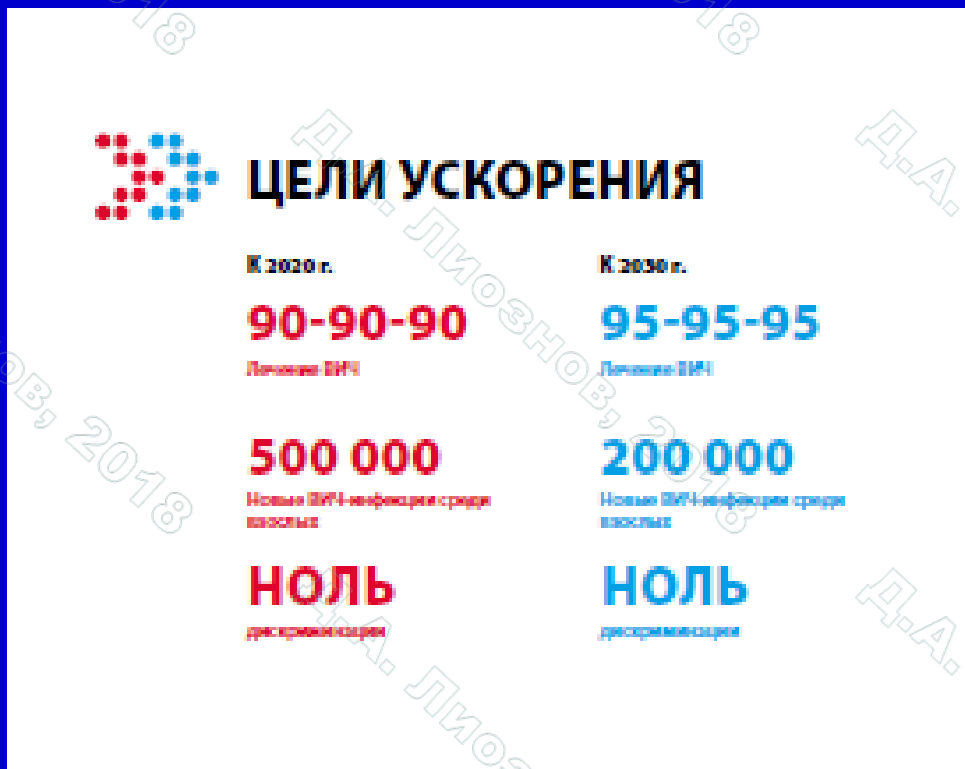 ЦЕЛИ УСКОРЕНИЯ
К 2020 г.
К 2030 г.
90-90-90
95-95-95
Лечение ВИЧ
Лечение ВИЧ
500 000
200 000
Новые ВИЧ-инфекции среди
взрослых
Новые ВИЧ-инфекции среди
взрослых
НОЛЬ
НОЛЬ
дискриминации
дискриминации
Д.А. Лиознов, 2018